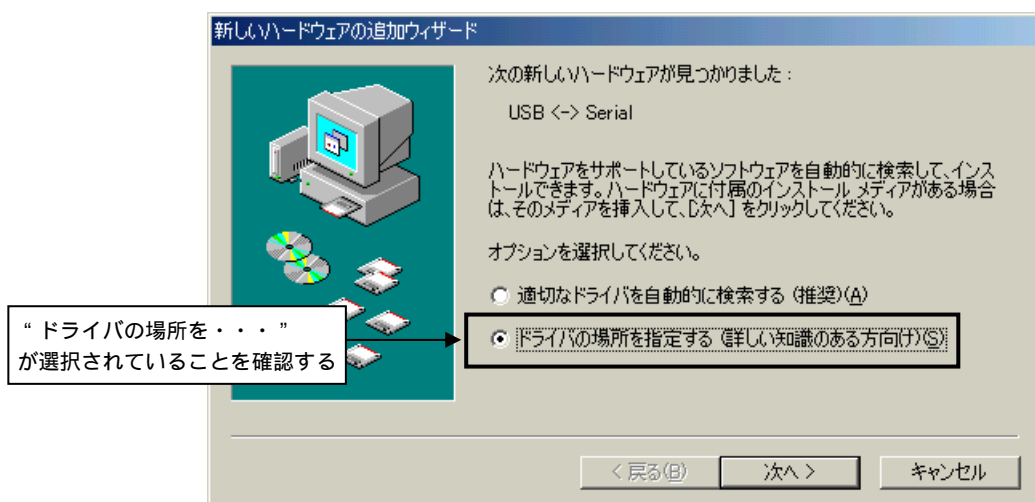 新しいハードウェアの追加ウィザード
次の新しいハードウェアが見つかりました :
USB <-> Serial
ハードウェアをサポートしているソフトウェアを自動的に検索して、インス
トールできます。ハードウェアに付属のインストール メディアがある場合
は、そのメディアを挿入して、[次へ] をクリックしてください。
オプションを選択してください。
適切なドライバを自動的に検索する (推奨)(A)
“ ドライバの場所を・・・ ”
が選択されていることを確認する
ドライバの場所を指定する (詳しい知識のある方向け)(S)
< 戻る(B)
次へ >
キャンセル